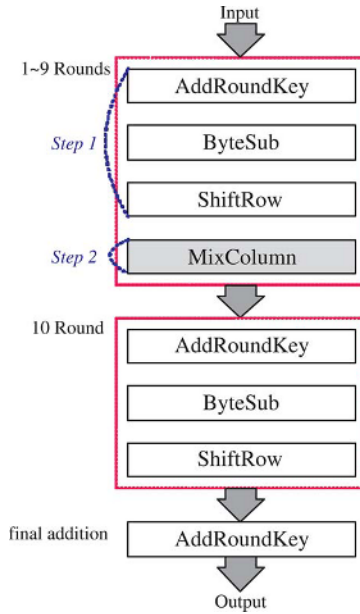 Input
1~9 Rounds
AddRoundKey
Step 1
ByteSub
ShiftRow
Step 2
MixColumn
10 Round
AddRoundKey
ByteSub
ShiftRow
final addition
AddRoundKey
Output